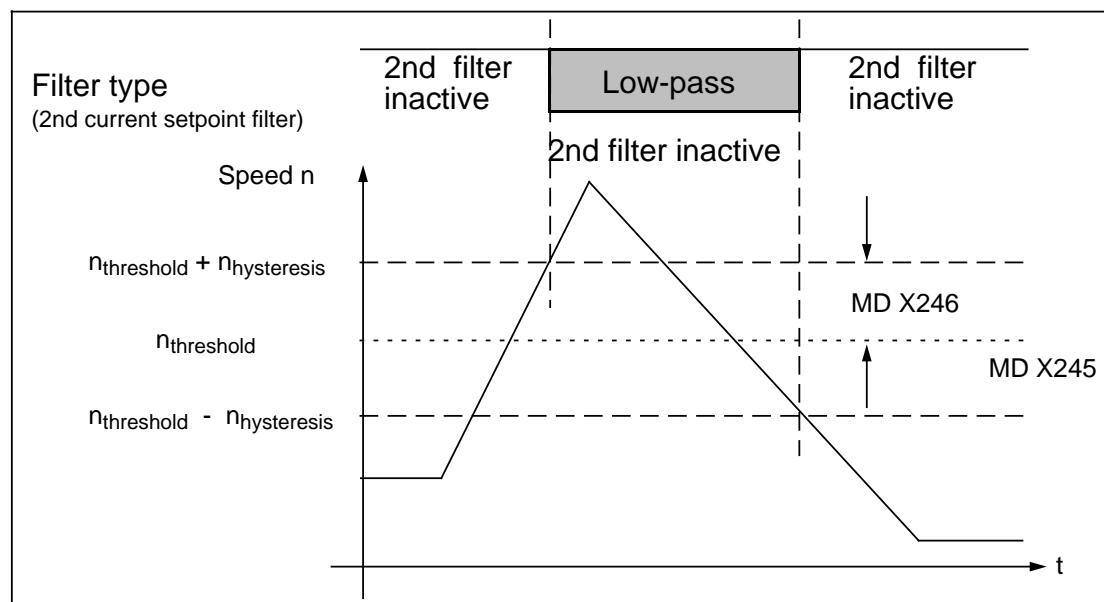 Filter type
(2nd current setpoint filter)
2nd filter
inactive
Low-pass
2nd filter
inactive
2nd filter inactive
Speed n
nthreshold + nhysteresis
MD X246
nthreshold
MD X245
nthreshold - nhysteresis
t